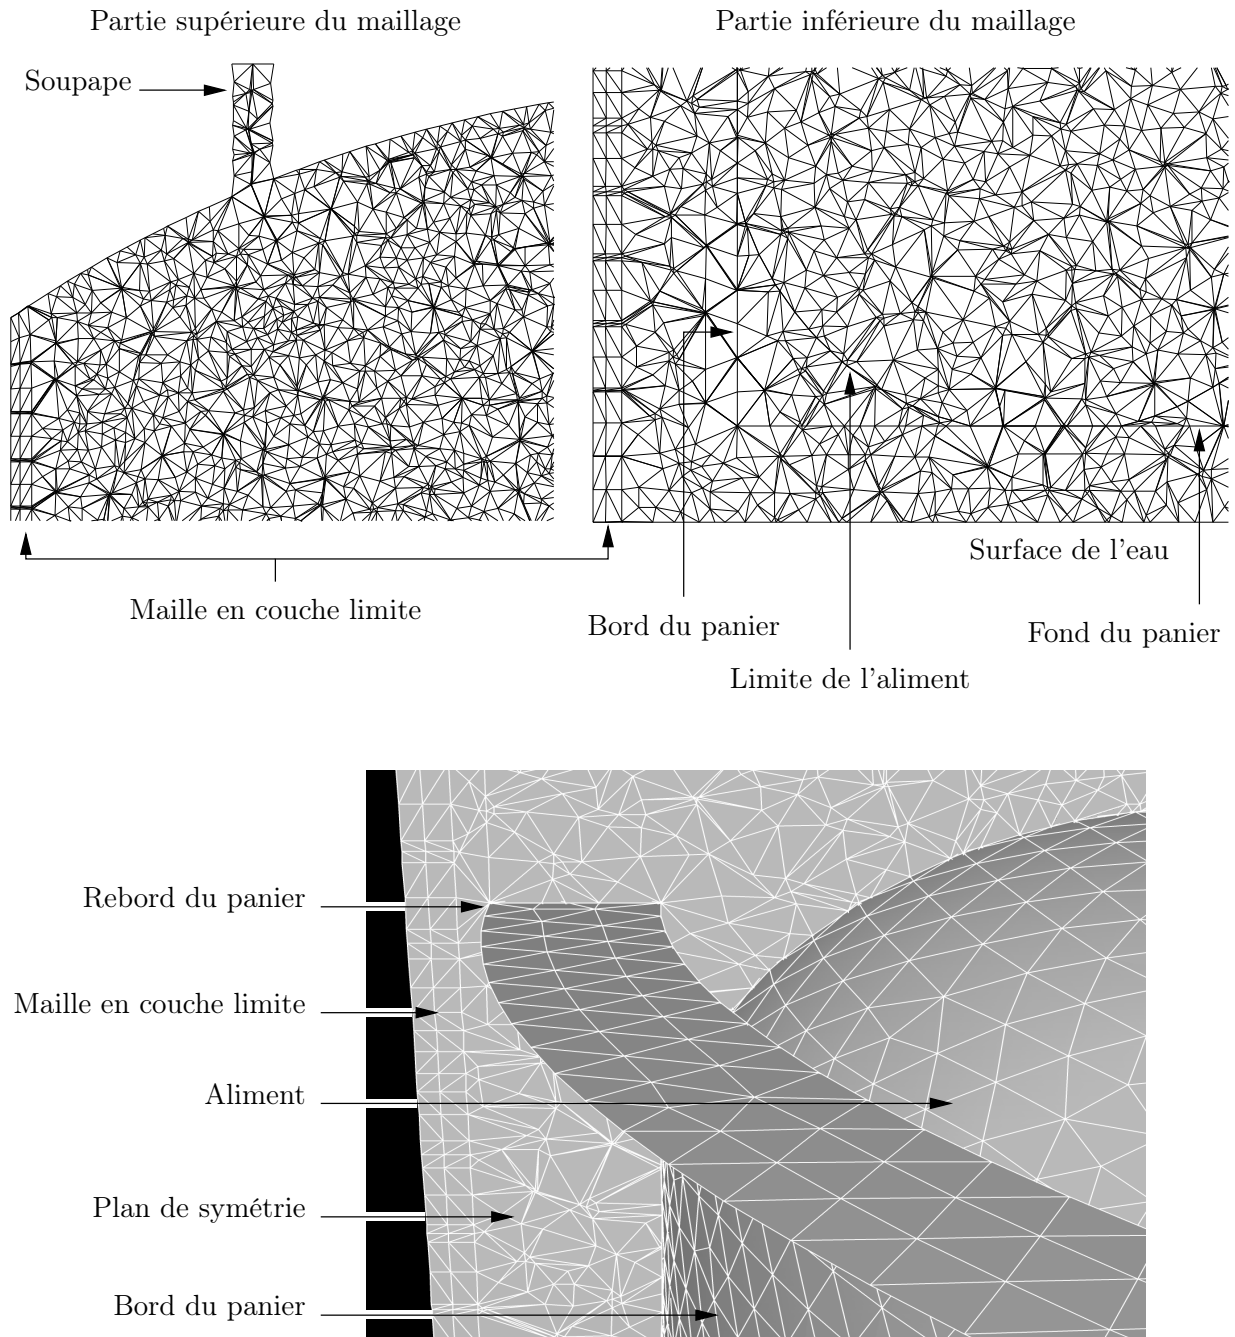 Partie supérieure du maillage
Partie inférieure du maillage
Soupape
Surface de l'eau
Maille en couche limite
Bord du panier
Fond du panier
Limite de l'aliment
Rebord du panier
Maille en couche limite
Aliment
Plan de symétrie
Bord du panier